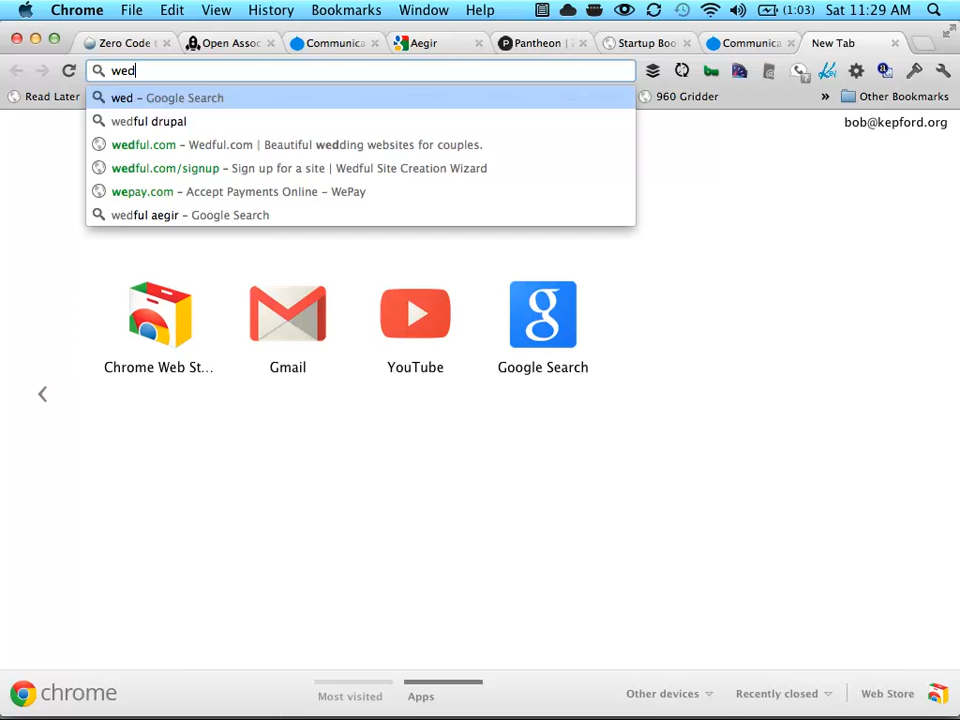 Chrome File Edit View History Bookmarks Window Help (1:03) Sat 11:29 AM
Zero Code t Open Assoc Communica Aegir Pantheon | Startup Boo Communica New Tab
wed
Read Later 960 Gridder » Other Bookmarks
wed – Google Search
wedful drupal
wedful.com – Wedful.com | Beautiful wedding websites for couples.
wedful.com/signup – Sign up for a site | Wedful Site Creation Wizard
wepay.com – Accept Payments Online – WePay
wedful aegir – Google Search
bob@kepford.org
Chrome Web St... Gmail YouTube Google Search
chrome Most visited Apps Other devices Recently closed Web Store